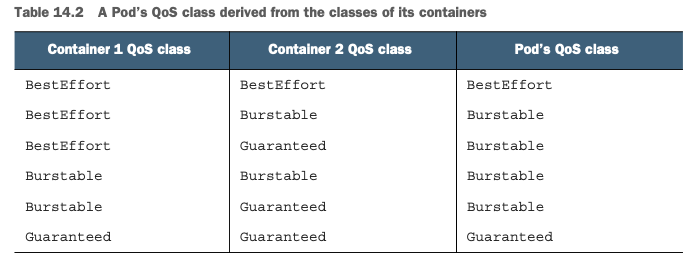 Table 14.2 A Pod’s QoS class derived from the classes of its containers
Container 1 QoS class Container 2 QoS class Pod’s QoS class
BestEffort BestEffort BestEffort
BestEffort Burstable Burstable
BestEffort Guaranteed Burstable
Burstable Burstable Burstable
Burstable Guaranteed Burstable
Guaranteed Guaranteed Guaranteed